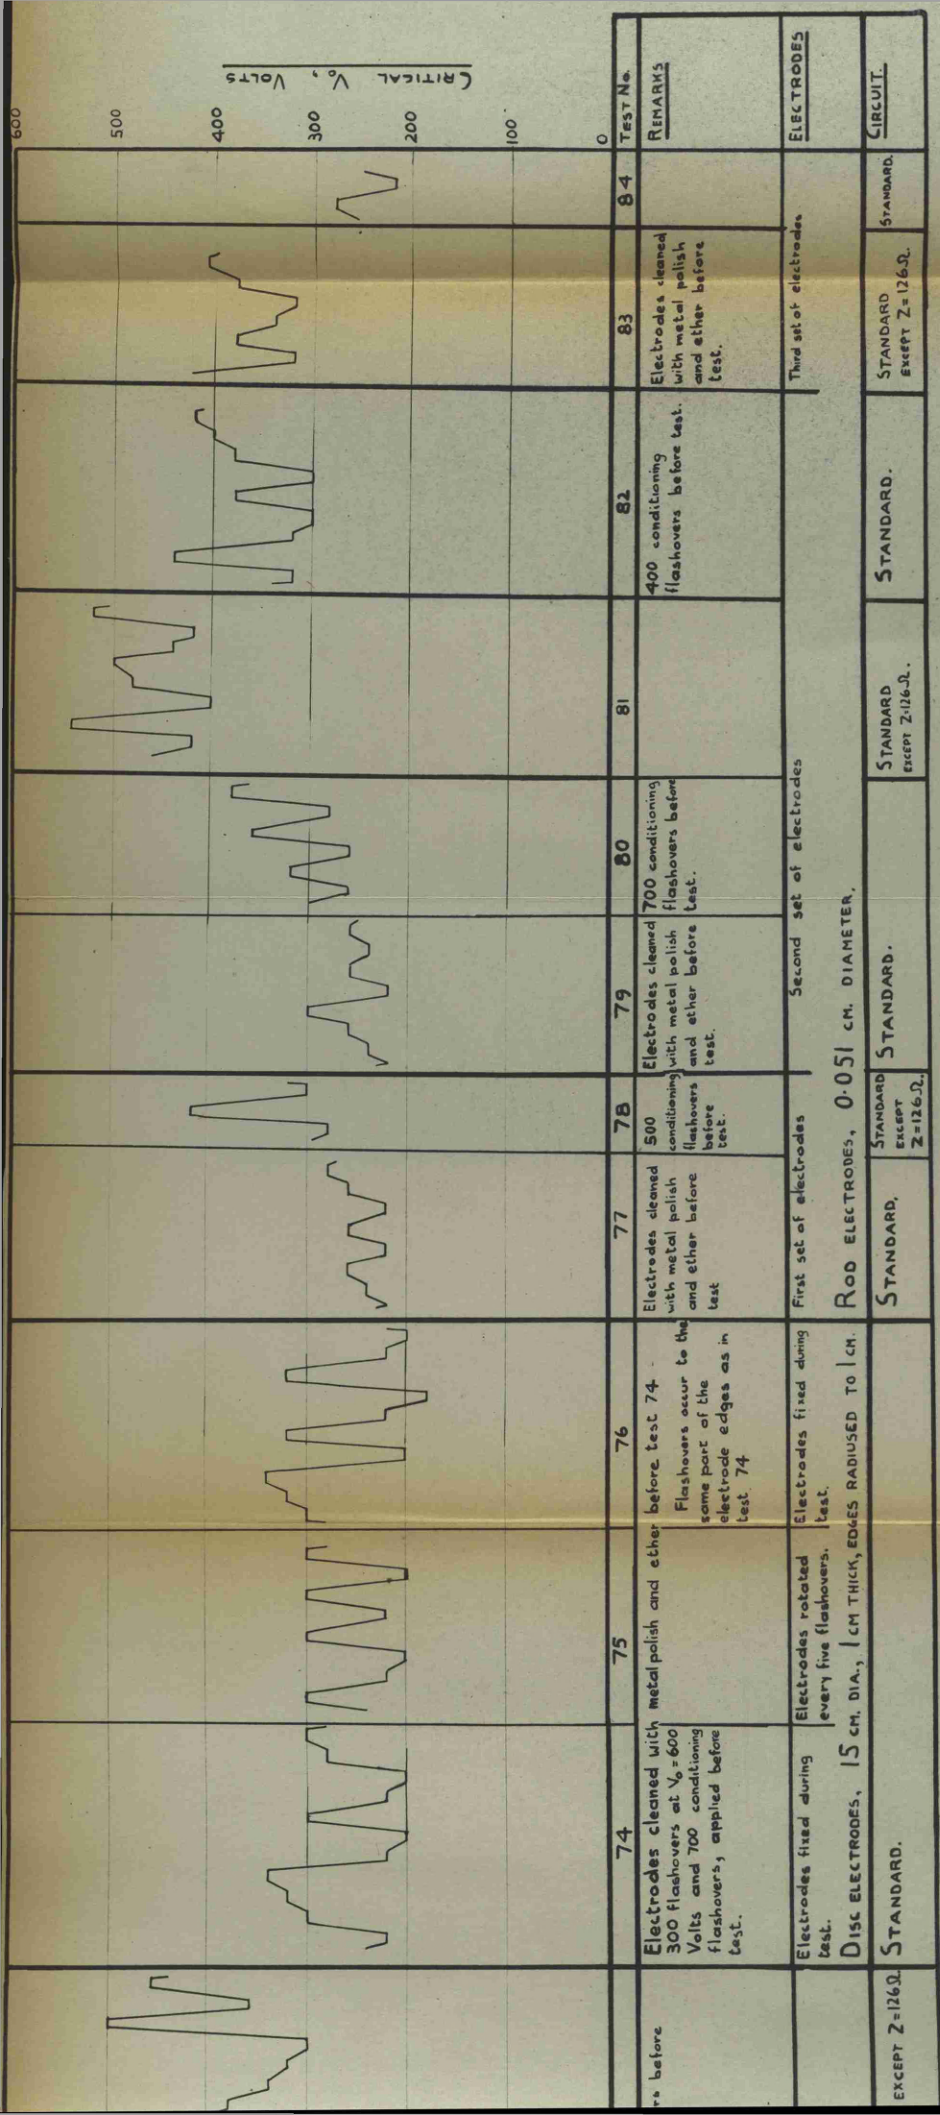 CRITICAL V₀, VOLTS
600
500
400
300
200
100
0
TEST No.
74
75
76
77
78
79
80
81
82
83
84
REMARKS
rs before
Electrodes cleaned with metal polish and ether before test 74.
300 flashovers at V₀ = 600
Volts and 700 conditioning
flashovers, applied before
test.
Flashovers occur to the
same part of the
electrode edges as in
test 74
Electrodes cleaned
with metal polish
and ether before
test
500
conditioning
flashovers
before
test.
Electrodes cleaned
with metal polish
and ether before
test.
700 conditioning
flashovers before
test.
400 conditioning
flashovers before test.
Electrodes cleaned
with metal polish
and ether before
test.
ELECTRODES
Electrodes fixed during
test.
Electrodes rotated
every five flashovers.
Electrodes fixed during
test.
First set of electrodes
Second set of electrodes
Third set of electrodes
DISC ELECTRODES, 15 CM. DIA., 1 CM THICK, EDGES RADIUSED TO 1 CM.
ROD ELECTRODES, 0·051 CM. DIAMETER.
CIRCUIT.
EXCEPT Z=126Ω
STANDARD.
STANDARD.
STANDARD
EXCEPT
Z=126Ω.
STANDARD.
STANDARD
EXCEPT Z·126Ω.
STANDARD.
STANDARD
EXCEPT Z=126Ω.
STANDARD.